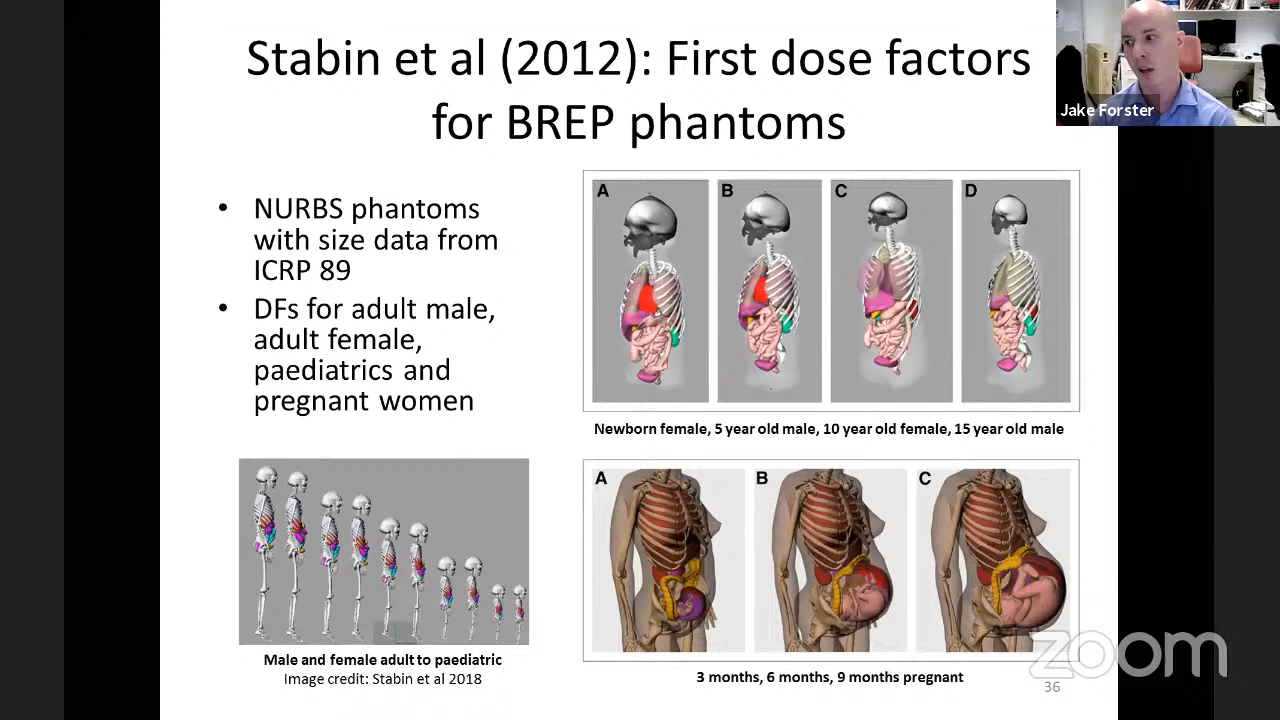 Stabin et al (2012): First dose factors
for BREP phantoms
Jake Forster
• NURBS phantoms
with size data from
ICRP 89
• DFs for adult male,
adult female,
paediatrics and
pregnant women
A B C D
Newborn female, 5 year old male, 10 year old female, 15 year old male
A B C
3 months, 6 months, 9 months pregnant
Male and female adult to paediatric
Image credit: Stabin et al 2018
zoom
36